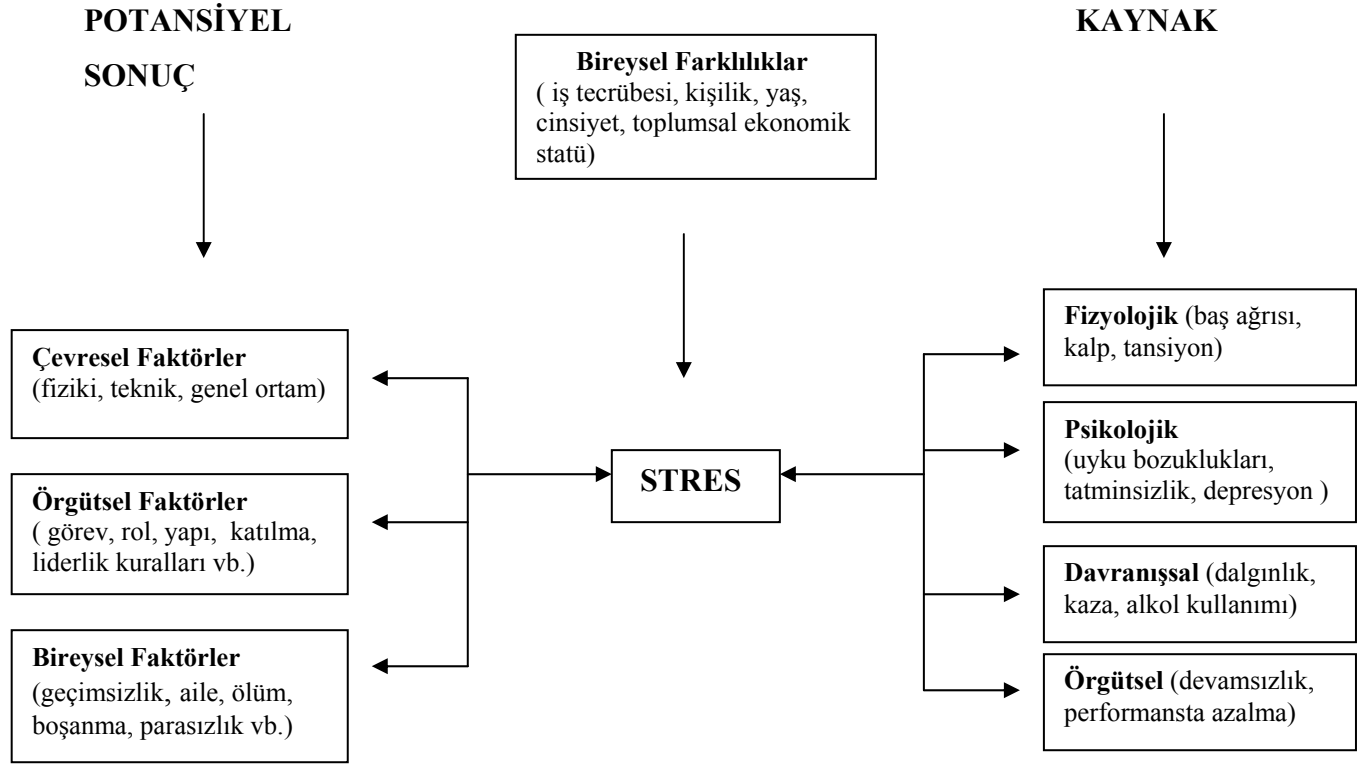 POTANSİYEL
SONUÇ
KAYNAK
Bireysel Farklılıklar
( iş tecrübesi, kişilik, yaş,
cinsiyet, toplumsal ekonomik
statü)
Çevresel Faktörler
(fiziki, teknik, genel ortam)
Örgütsel Faktörler
( görev, rol, yapı, katılma,
liderlik kuralları vb.)
Bireysel Faktörler
(geçimsizlik, aile, ölüm,
boşanma, parasızlık vb.)
STRES
Fizyolojik (baş ağrısı,
kalp, tansiyon)
Psikolojik
(uyku bozuklukları,
tatminsizlik, depresyon )
Davranışsal (dalgınlık,
kaza, alkol kullanımı)
Örgütsel (devamsızlık,
performansta azalma)